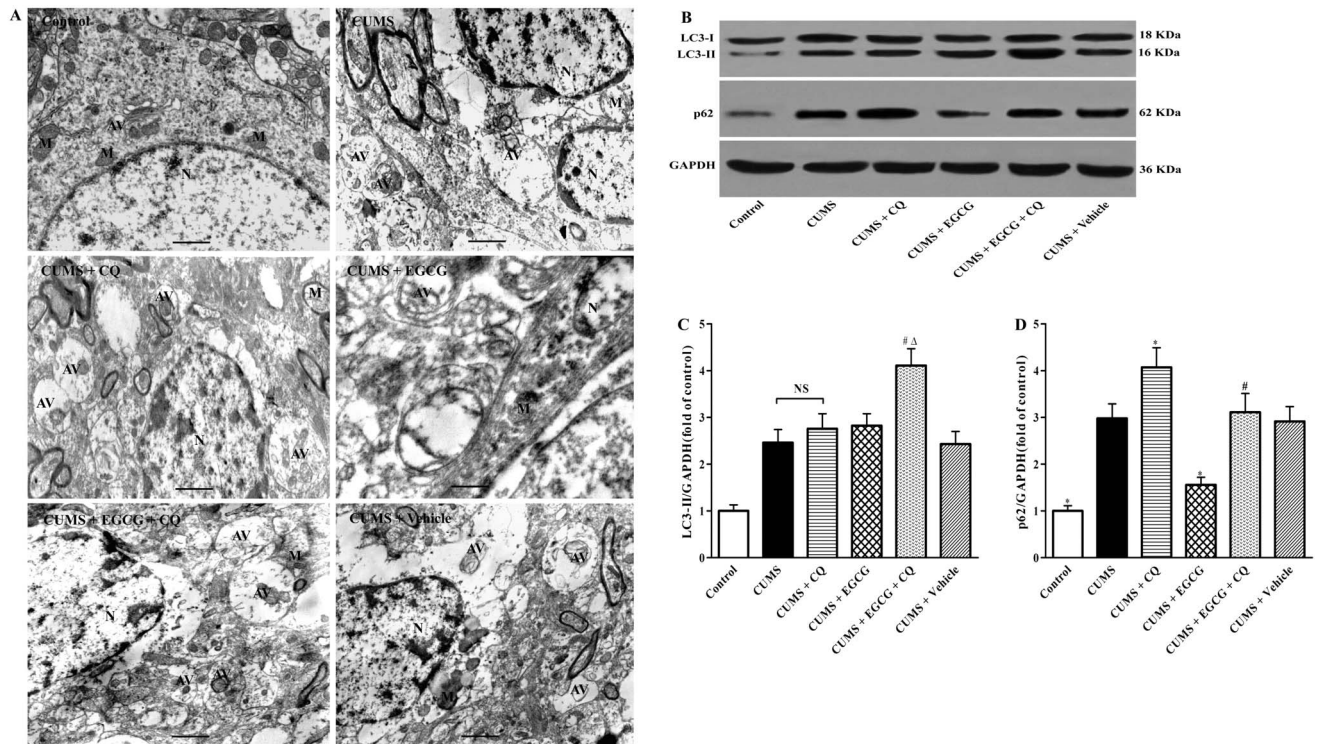 A
Control
AV
M
M
M
N
CUMS
N
M
AV
AV
AV
N
CUMS + CQ
AV
M
AV
AV
N
AV
CUMS + EGCG
AV
N
M
CUMS + EGCG + CQ
AV
M
AV
N
AV
AV
CUMS + Vehicle
AV
AV
N
M
AV
B
LC3-I
18 KDa
LC3-II
16 KDa
p62
62 KDa
GAPDH
36 KDa
Control
CUMS
CUMS + CQ
CUMS + EGCG
CUMS + EGCG + CQ
CUMS + Vehicle
C
LC3-II/GAPDH(fold of control)
5
4
3
2
1
0
NS
# Δ
Control
CUMS
CUMS + CQ
CUMS + EGCG
CUMS + EGCG + CQ
CUMS + Vehicle
D
p62/GAPDH(fold of control)
5
4
3
2
1
0
*
*
*
#
Control
CUMS
CUMS + CQ
CUMS + EGCG
CUMS + EGCG + CQ
CUMS + Vehicle